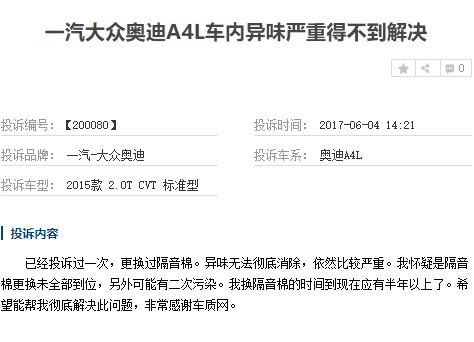 一汽大众奥迪A4L车内异味严重得不到解决
0
投诉编号:【200080】 投诉时间: 2017-06-04 14:21
投诉品牌: 一汽-大众奥迪 投诉车系: 奥迪A4L
投诉车型: 2015款 2.0T CVT 标准型
投诉内容
已经投诉过一次，更换过隔音棉。异味无法彻底消除，依然比较严重。我怀疑是隔音
棉更换未全部到位，另外可能有二次污染。我换隔音棉的时间到现在应有半年以上了。希
望能帮我彻底解决此问题，非常感谢车质网。